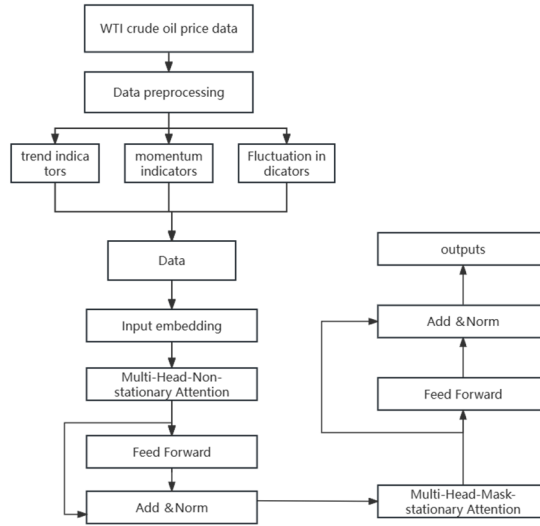 WTI crude oil price data
Data preprocessing
trend indica
tors
momentum
indicators
Fluctuation in
dicators
Data
Input embedding
Multi-Head-Non-
stationary Attention
Feed Forward
Add &Norm
outputs
Add &Norm
Feed Forward
Multi-Head-Mask-
stationary Attention